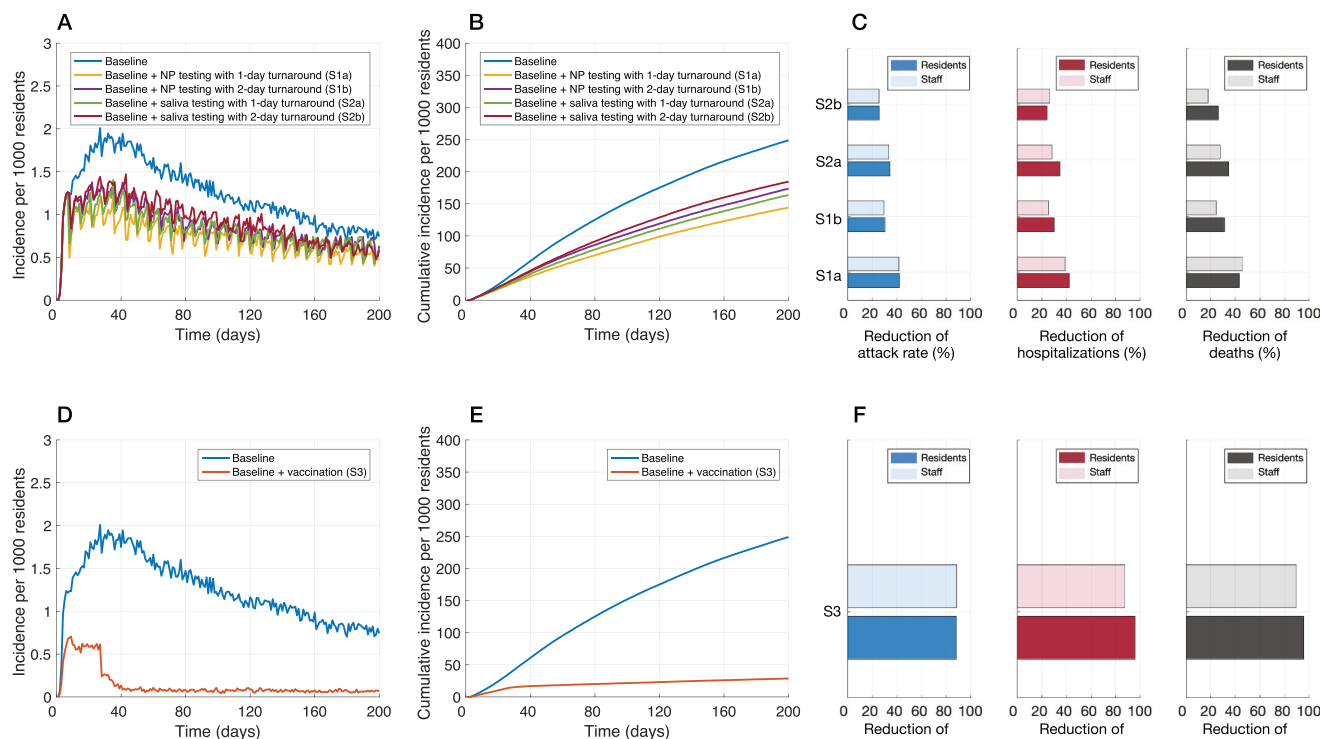 A
Incidence per 1000 residents
3
2.5
2
1.5
1
0.5
0
Baseline
Baseline + NP testing with 1-day turnaround (S1a)
Baseline + NP testing with 2-day turnaround (S1b)
Baseline + saliva testing with 1-day turnaround (S2a)
Baseline + saliva testing with 2-day turnaround (S2b)
0 40 80 120 160 200
Time (days)
B
Cumulative incidence per 1000 residents
400
350
300
250
200
150
100
50
0
Baseline
Baseline + NP testing with 1-day turnaround (S1a)
Baseline + NP testing with 2-day turnaround (S1b)
Baseline + saliva testing with 1-day turnaround (S2a)
Baseline + saliva testing with 2-day turnaround (S2b)
0 40 80 120 160 200
Time (days)
C
S2b
S2a
S1b
S1a
Residents
Staff
0 20 40 60 80 100
Reduction of
attack rate (%)
Residents
Staff
0 20 40 60 80 100
Reduction of
hospitalizations (%)
Residents
Staff
0 20 40 60 80 100
Reduction of
deaths (%)
D
Incidence per 1000 residents
3
2.5
2
1.5
1
0.5
0
Baseline
Baseline + vaccination (S3)
0 40 80 120 160 200
Time (days)
E
Cumulative incidence per 1000 residents
400
350
300
250
200
150
100
50
0
Baseline
Baseline + vaccination (S3)
0 40 80 120 160 200
Time (days)
F
S3
Residents
Staff
0 20 40 60 80 100
Reduction of
Residents
Staff
0 20 40 60 80 100
Reduction of
Residents
Staff
0 20 40 60 80 100
Reduction of